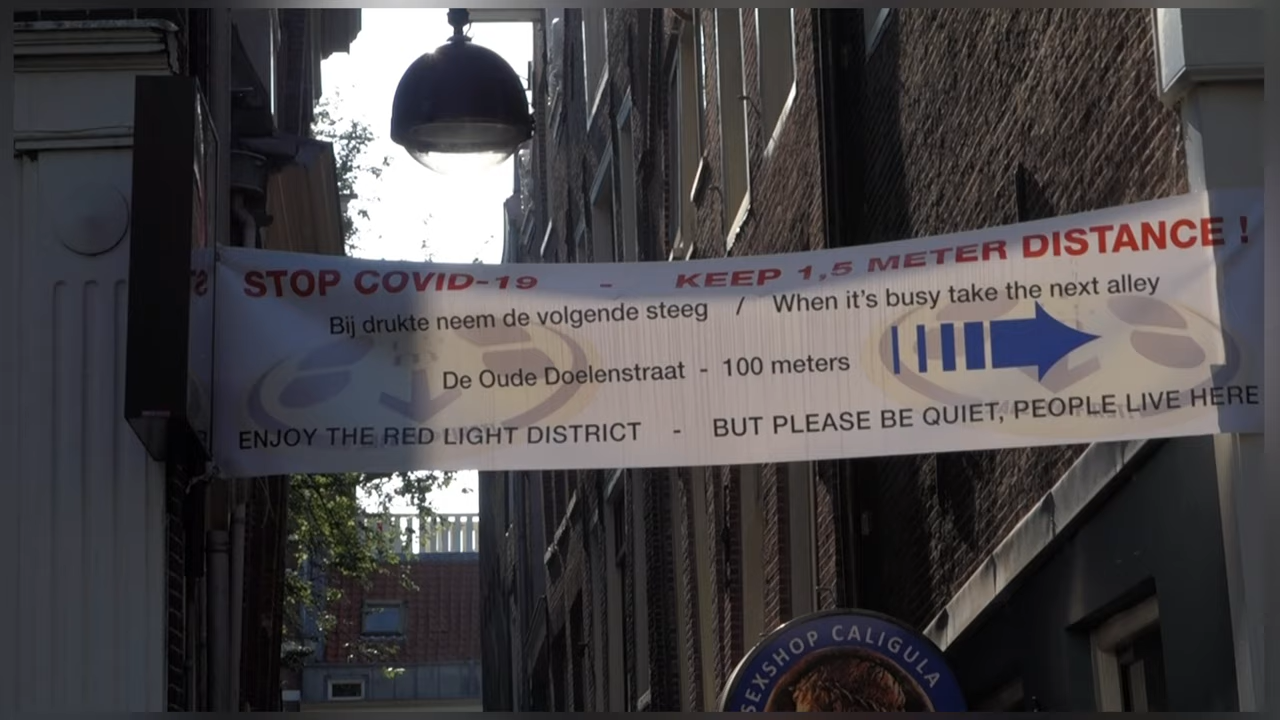 STOP COVID-19 - KEEP 1,5 METER DISTANCE !
Bij drukte neem de volgende steeg / When it's busy take the next alley
De Oude Doelenstraat - 100 meters
ENJOY THE RED LIGHT DISTRICT - BUT PLEASE BE QUIET, PEOPLE LIVE HERE
SEXSHOP CALIGULA